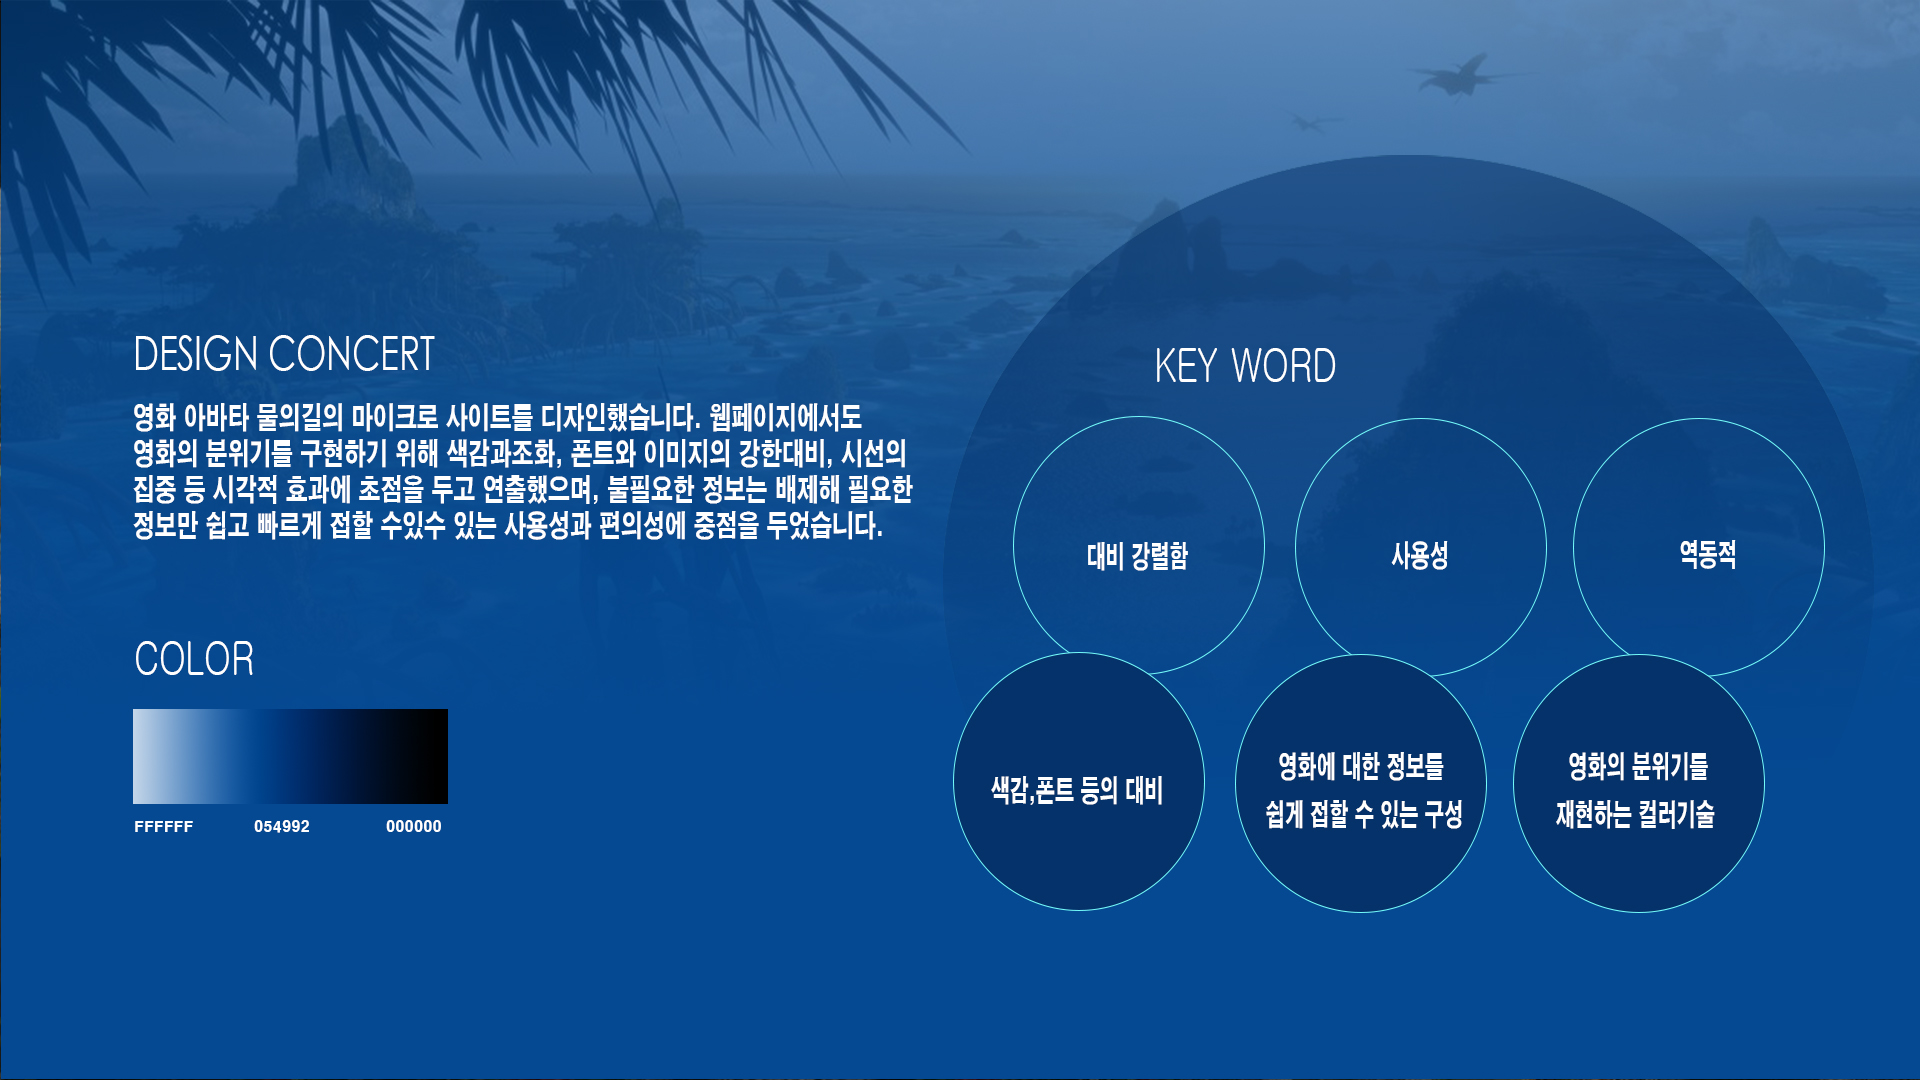 DESIGN CONCERT
영화 아바타 물의길의 마이크로 사이트를 디자인했습니다. 웹페이지에서도
영화의 분위기를 구현하기 위해 색감과조화, 폰트와 이미지의 강한대비, 시선의
집중 등 시각적 효과에 초점을 두고 연출했으며, 불필요한 정보는 배제해 필요한
정보만 쉽고 빠르게 접할 수있수 있는 사용성과 편의성에 중점을 두었습니다.
COLOR
FFFFFF 054992 000000
KEY WORD
대비 강렬함
사용성
역동적
색감,폰트 등의 대비
영화에 대한 정보들
쉽게 접할 수 있는 구성
영화의 분위기를
재현하는 컬러기술